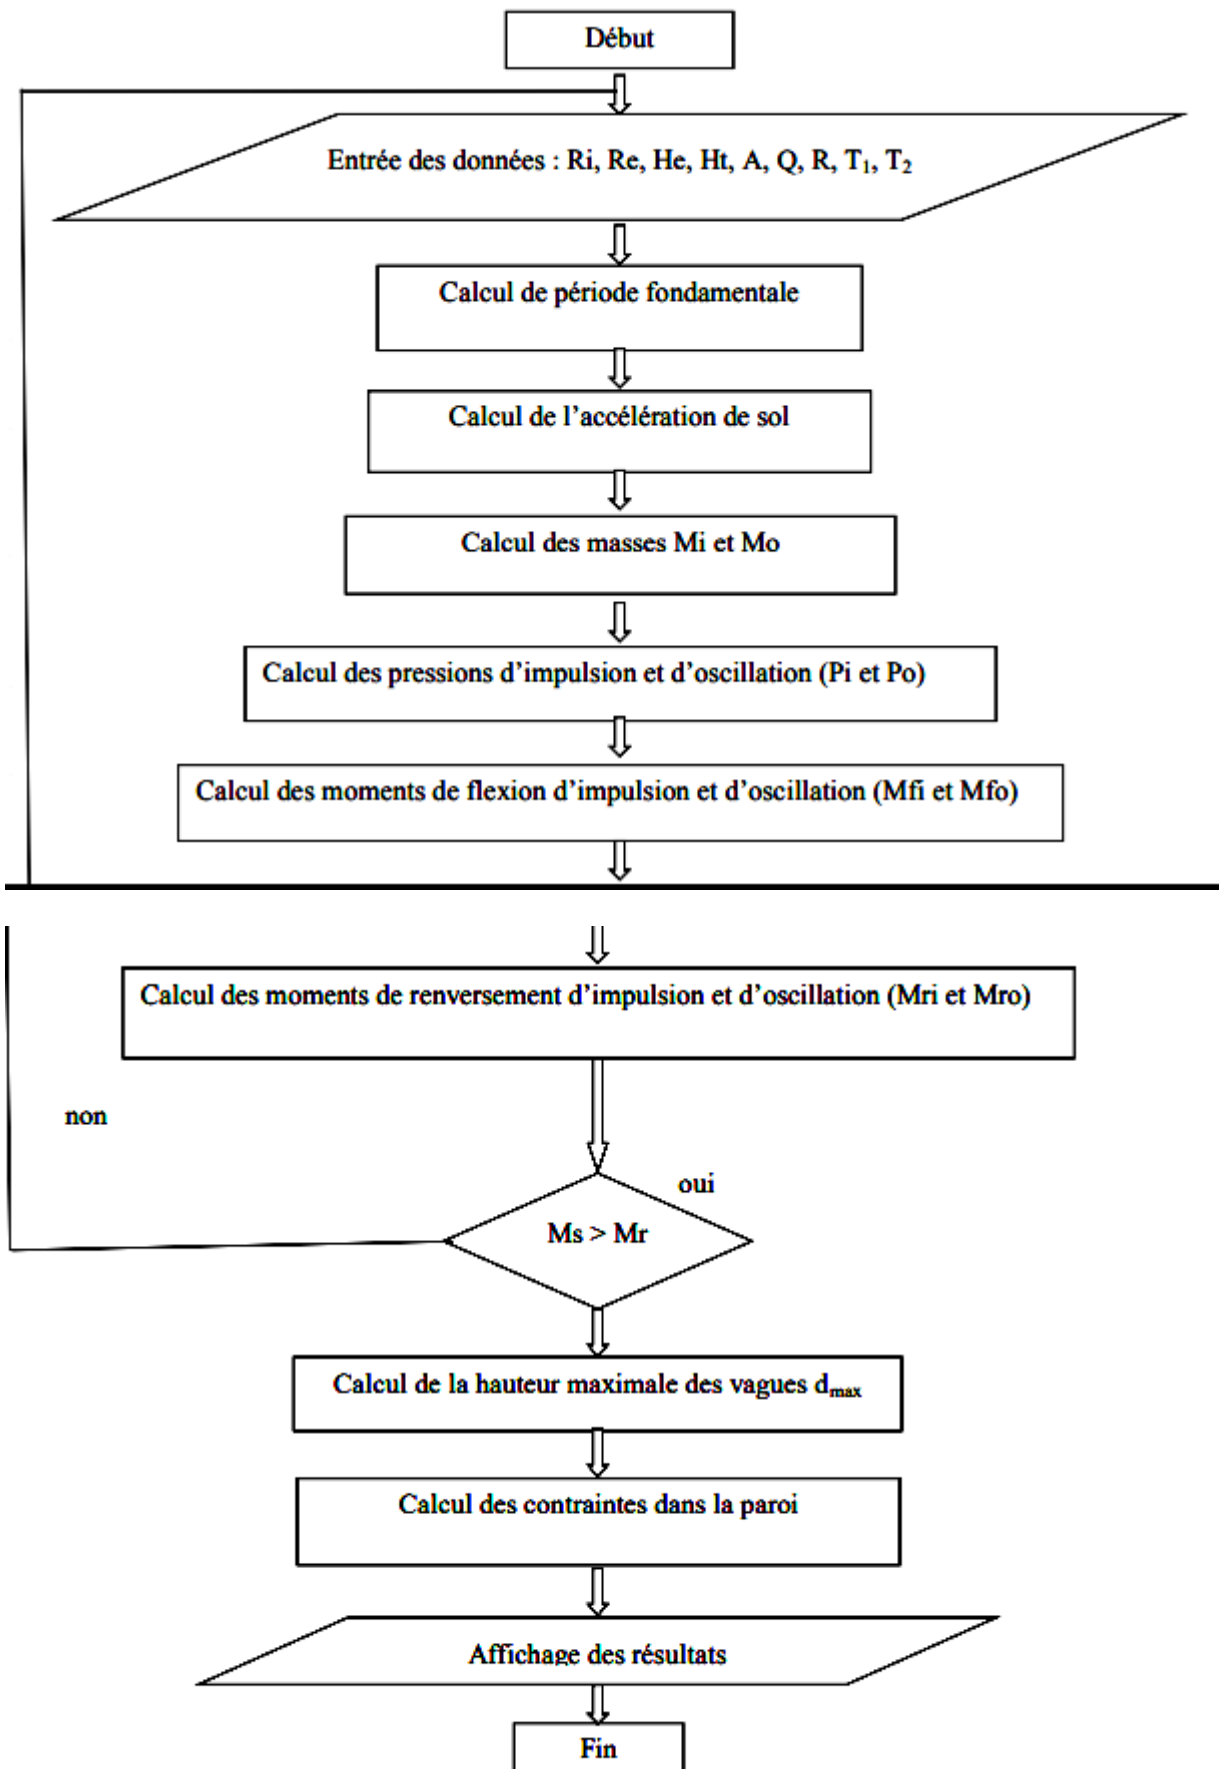 Début
Entrée des données : Ri, Re, He, Ht, A, Q, R, T₁, T₂
Calcul de période fondamentale
Calcul de l’accélération de sol
Calcul des masses Mi et Mo
Calcul des pressions d’impulsion et d’oscillation (Pi et Po)
Calcul des moments de flexion d’impulsion et d’oscillation (Mfi et Mfo)
Calcul des moments de renversement d’impulsion et d’oscillation (Mri et Mro)
non
oui
Ms > Mr
Calcul de la hauteur maximale des vagues dmax
Calcul des contraintes dans la paroi
Affichage des résultats
Fin